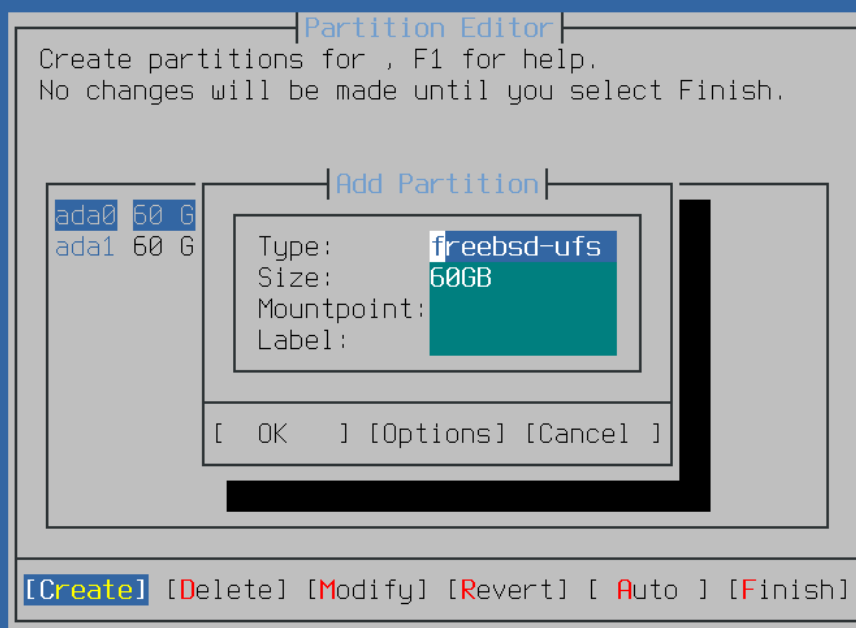 Partition Editor
Create partitions for , F1 for help.
No changes will be made until you select Finish.
Add Partition
ada0 60 G
ada1 60 G
Type: freebsd-ufs
Size: 60GB
Mountpoint:
Label:
[ OK ] [Options] [Cancel ]
[Create] [Delete] [Modify] [Revert] [ Auto ] [Finish]